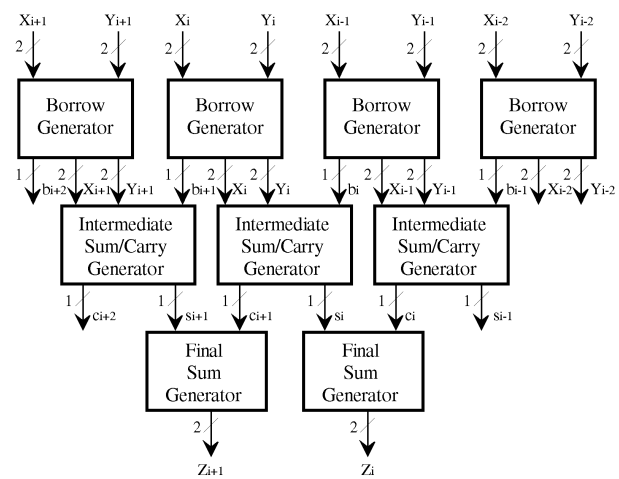 Xi+1 Yi+1 Xi Yi Xi-1 Yi-1 Xi-2 Yi-2
2 2 2 2 2 2 2 2
Borrow Generator
Borrow Generator
Borrow Generator
Borrow Generator
1 2 2 1 2 2 1 2 2 1 2 2
bi+2 Xi+1 Yi+1 bi+1 Xi Yi bi Xi-1 Yi-1 bi-1 Xi-2 Yi-2
Intermediate Sum/Carry Generator
Intermediate Sum/Carry Generator
Intermediate Sum/Carry Generator
1 1 1 1 1 1
ci+2 si+1 ci+1 si ci si-1
Final Sum Generator
Final Sum Generator
2 2
Zi+1 Zi